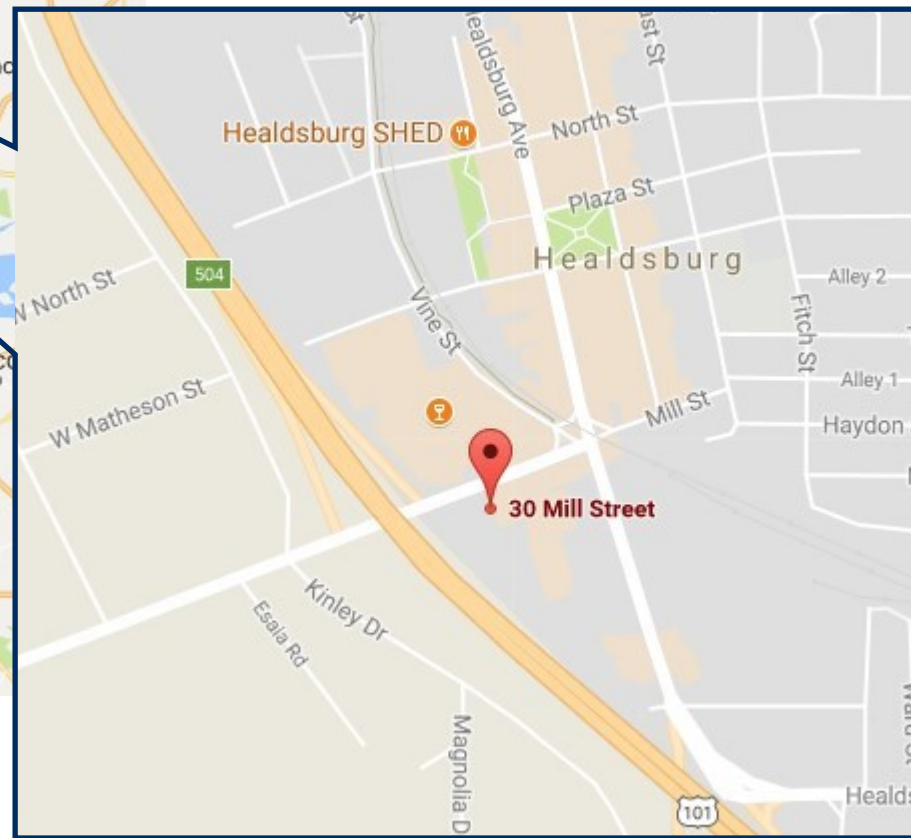 Healdsburg Ave
Healdsburg SHED
North St
Plaza St
Healdsburg
504
W North St
Alley 2
Vine St
Fitch St
Alley 1
W Matheson St
Mill St
Haydon
30 Mill Street
Kinley Dr
Esala Rd
Magnolia D
101
Healds